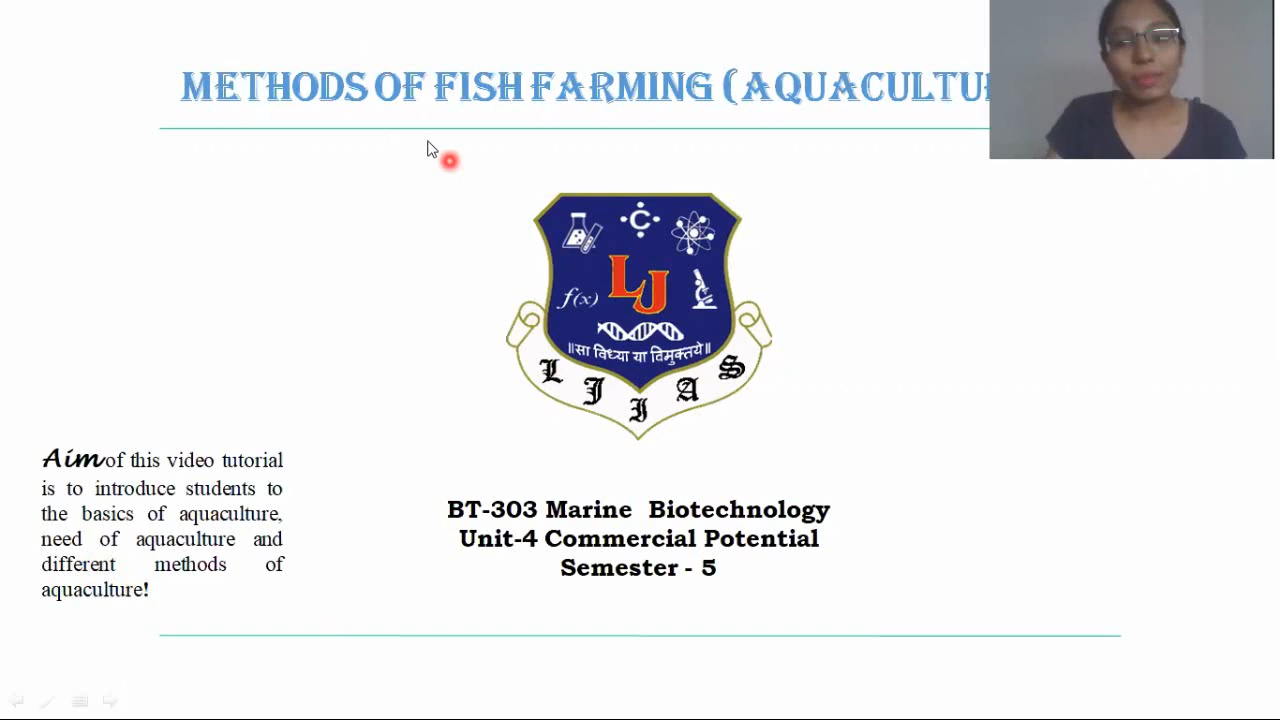 METHODS OF FISH FARMING (AQUACULTU
C
LJ
f(x)
॥सा विध्या या विमुक्तये॥
L J I A S
Aim of this video tutorial
is to introduce students to
the basics of aquaculture,
need of aquaculture and
different methods of
aquaculture!
BT-303 Marine Biotechnology
Unit-4 Commercial Potential
Semester - 5